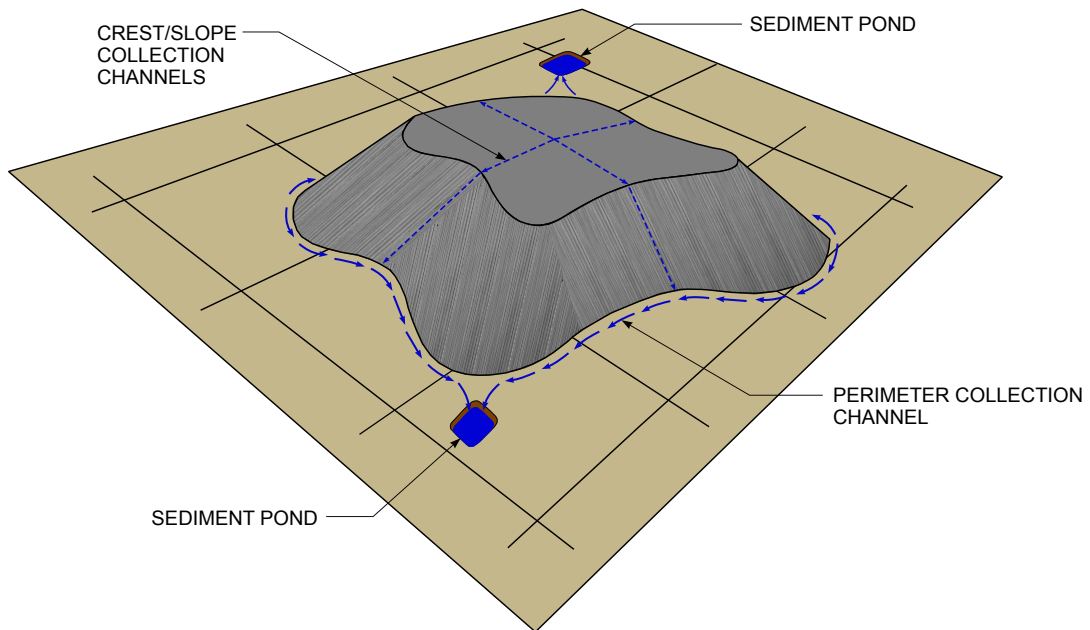 CREST/SLOPE
COLLECTION
CHANNELS
SEDIMENT POND
PERIMETER COLLECTION
CHANNEL
SEDIMENT POND